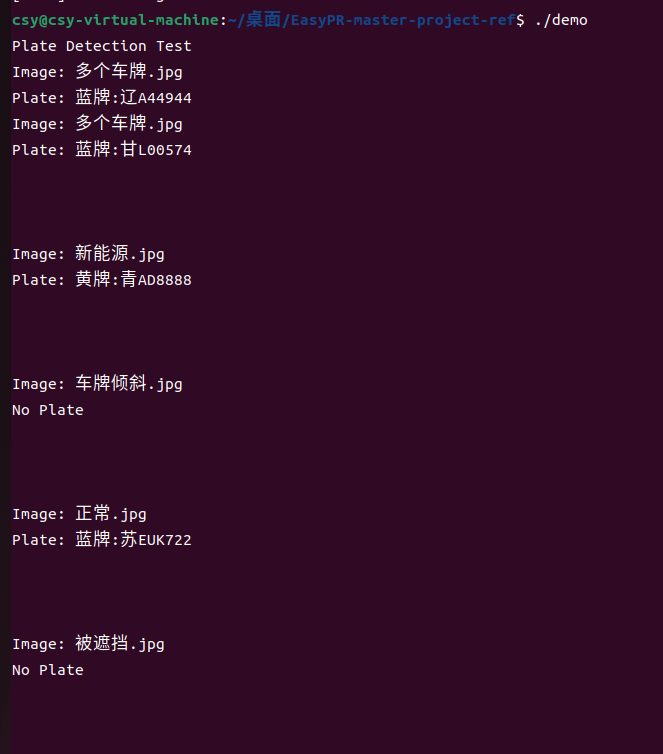 csy@csy-virtual-machine:~/桌面/EasyPR-master-project-ref$ ./demo
Plate Detection Test
Image: 多个车牌.jpg
Plate: 蓝牌:辽A44944
Image: 多个车牌.jpg
Plate: 蓝牌:甘L00574
Image: 新能源.jpg
Plate: 黄牌:青AD8888
Image: 车牌倾斜.jpg
No Plate
Image: 正常.jpg
Plate: 蓝牌:苏EUK722
Image: 被遮挡.jpg
No Plate